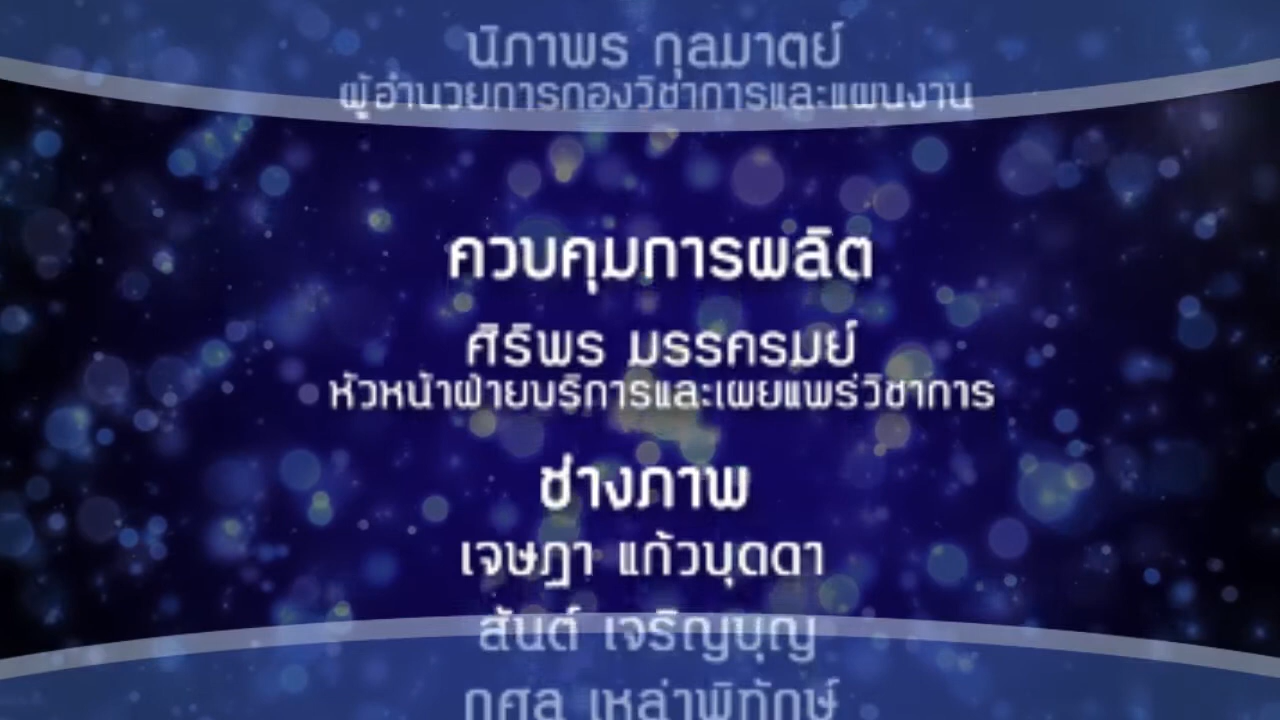 นิภาพร กุลมาตย์
ผู้อำนวยการกองวิชาการและแผนงาน
ควบคุมการผลิต
ศิริพร มรรครมย์
หัวหน้าฝ่ายบริการและเผยแพร่วิชาการ
ช่างภาพ
เจษฎา แก้วบุดดา
สันต์ เจริญบุญ
กุศล เหล่าพิทักษ์